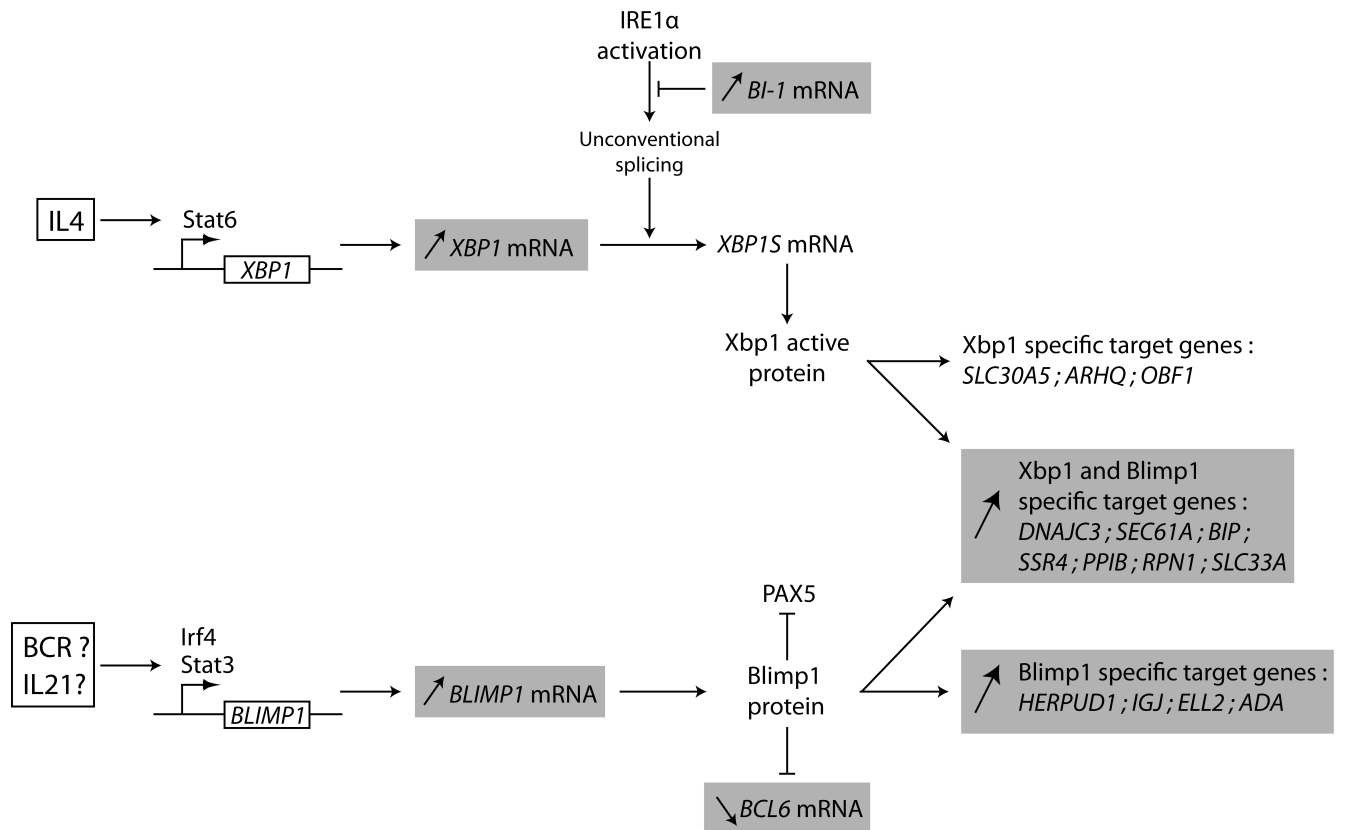 IRE1α
activation
BI-1 mRNA
Unconventional
splicing
IL4
Stat6
XBP1
XBP1 mRNA
XBP1S mRNA
Xbp1 active
protein
Xbp1 specific target genes :
SLC30A5 ; ARHQ ; OBF1
Xbp1 and Blimp1
specific target genes :
DNAJC3 ; SEC61A ; BIP ;
SSR4 ; PPIB ; RPN1 ; SLC33A
PAX5
BCR ?
IL21?
Irf4
Stat3
BLIMP1
BLIMP1 mRNA
Blimp1
protein
Blimp1 specific target genes :
HERPUD1 ; IGJ ; ELL2 ; ADA
BCL6 mRNA